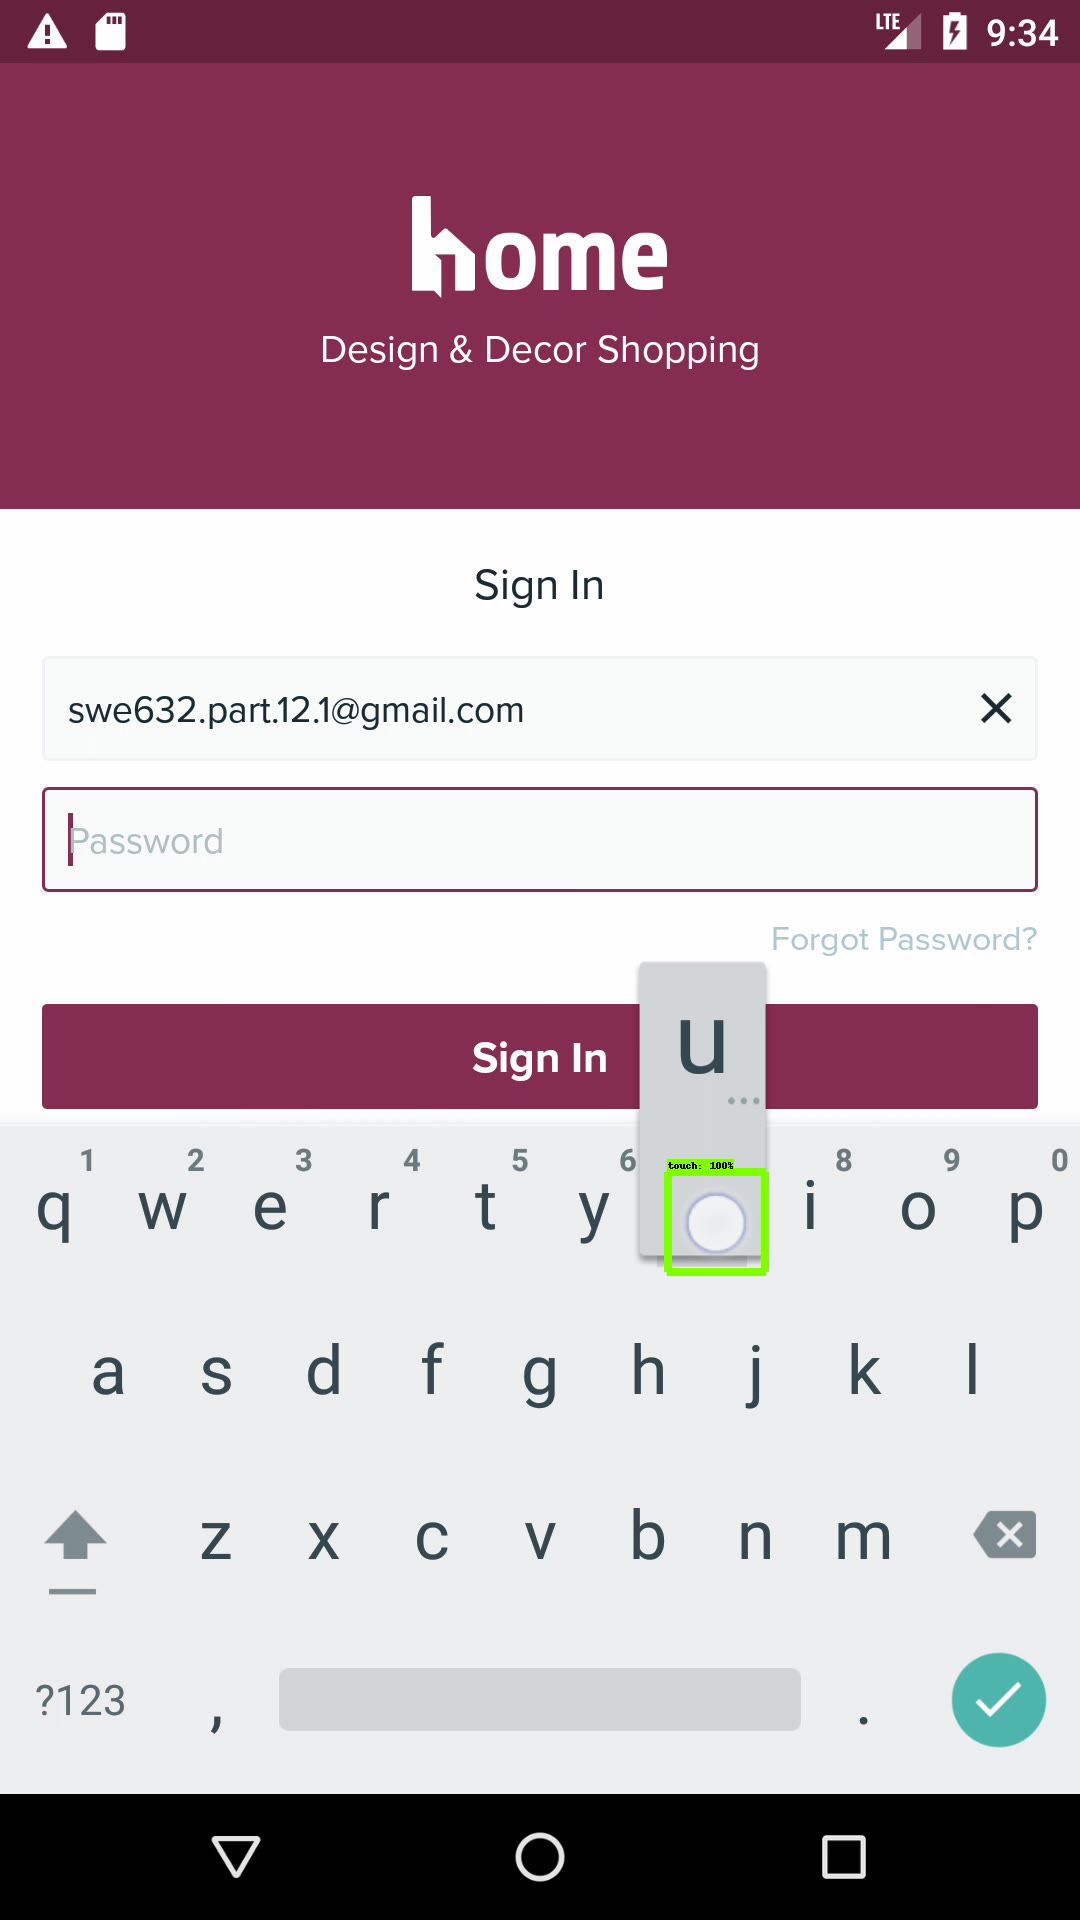 LTE 9:34
home
Design & Decor Shopping
Sign In
swe632.part.12.1@gmail.com
Password
Forgot Password?
Sign In
u
...
1 2 3 4 5 6 8 9 0
touch: 100%
q w e r t y i o p
a s d f g h j k l
z x c v b n m
?123 , .